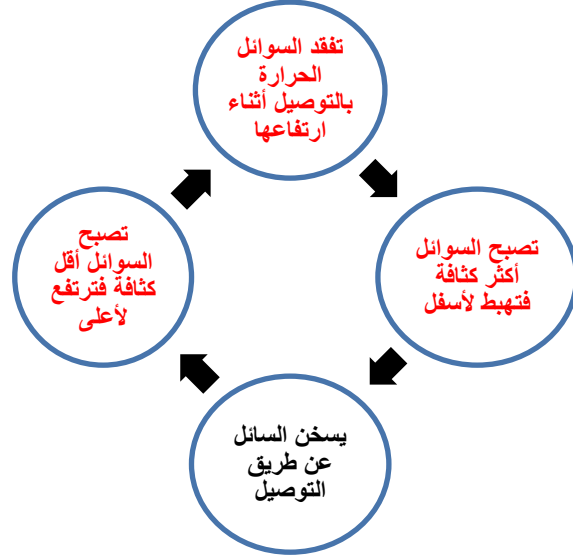 تفقد السوائل
الحرارة
بالتوصيل أثناء
ارتفاعها
تصبح السوائل
أكثر كثافة
فتهبط لأسفل
يسخن السائل
عن طريق
التوصيل
تصبح
السوائل أقل
كثافة فترتفع
لأعلى